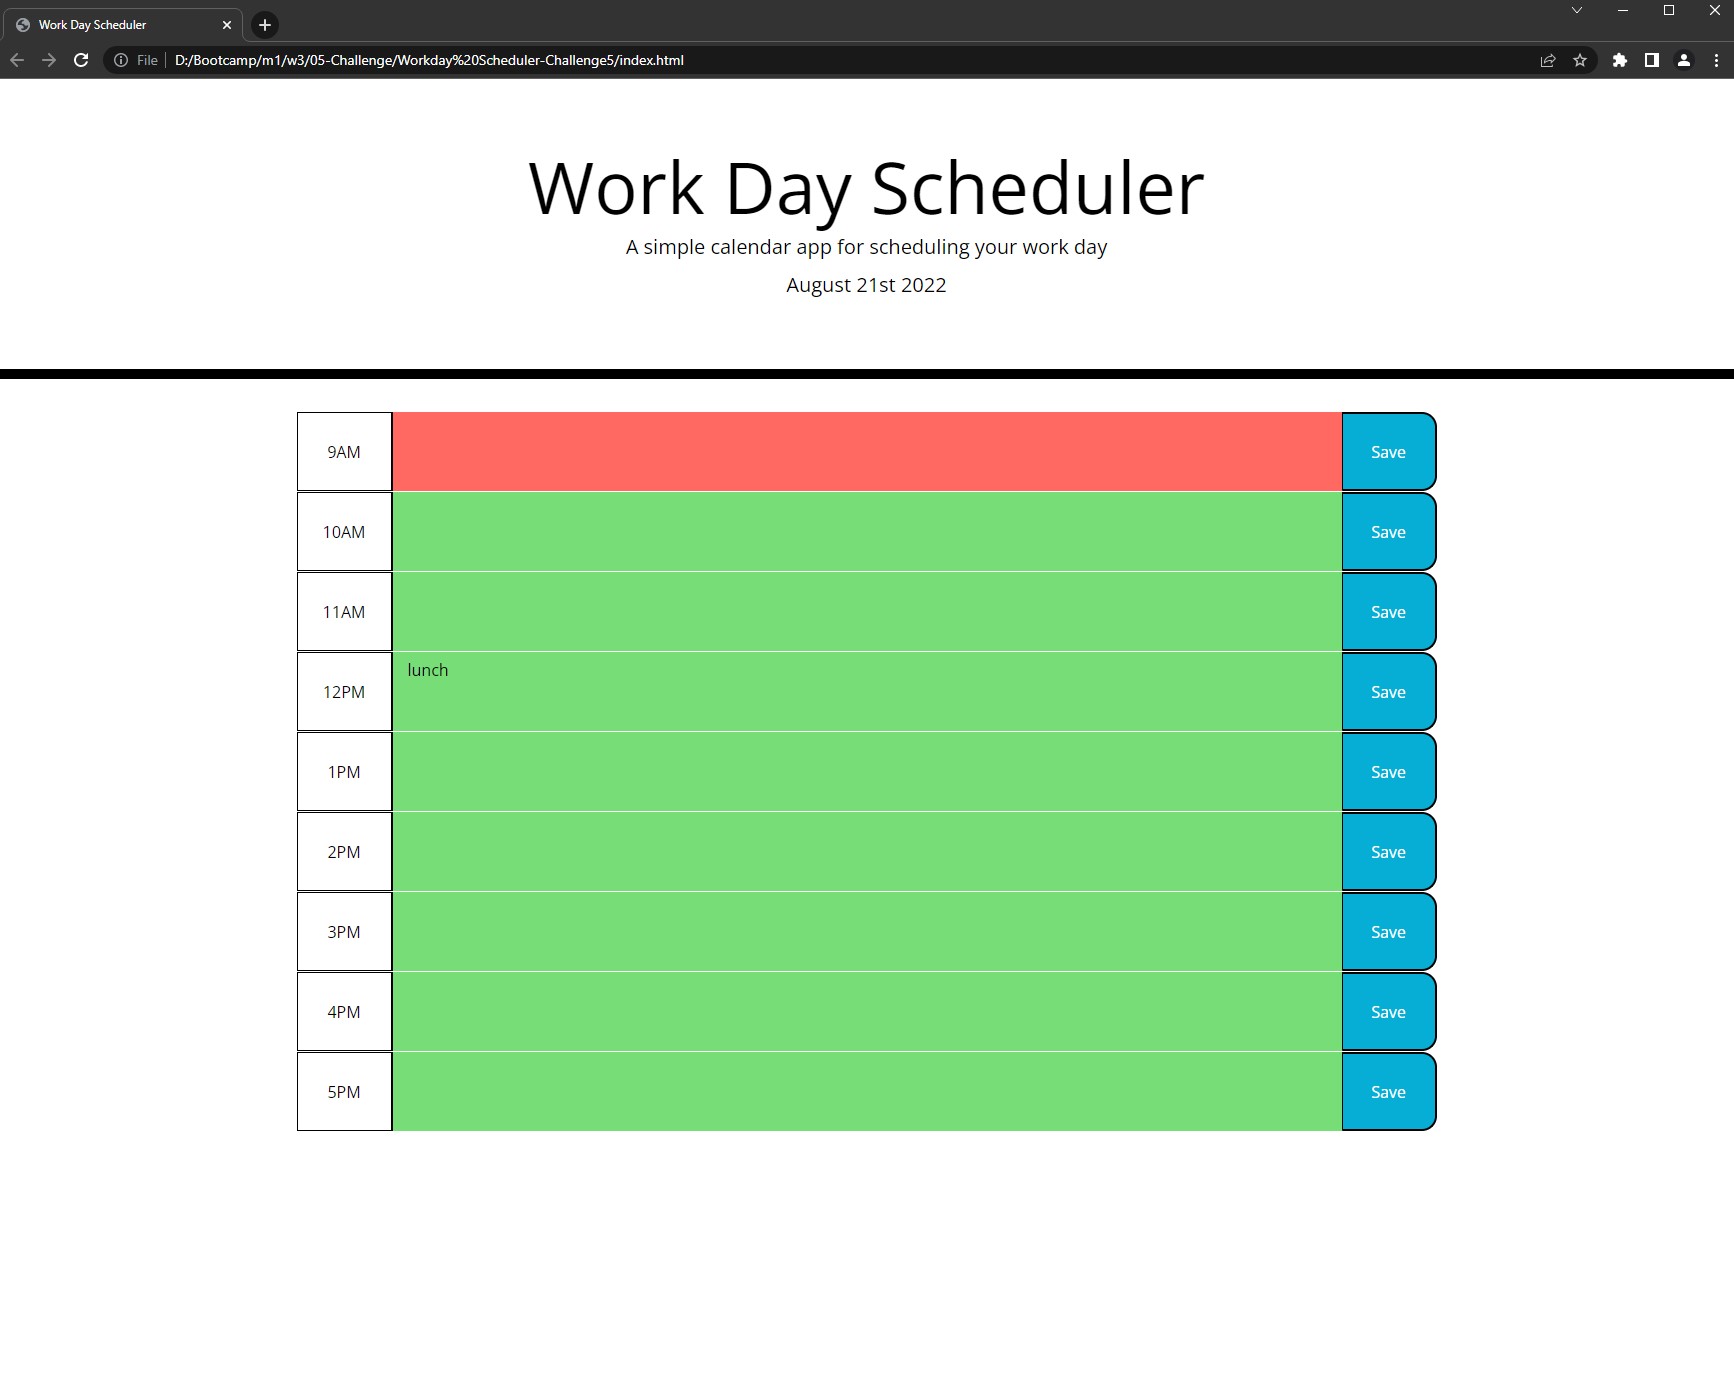 Work Day Scheduler
File D:/Bootcamp/m1/w3/05-Challenge/Workday%20Scheduler-Challenge5/index.html
Work Day Scheduler
A simple calendar app for scheduling your work day
August 21st 2022
9AM Save
10AM Save
11AM Save
12PM lunch Save
1PM Save
2PM Save
3PM Save
4PM Save
5PM Save